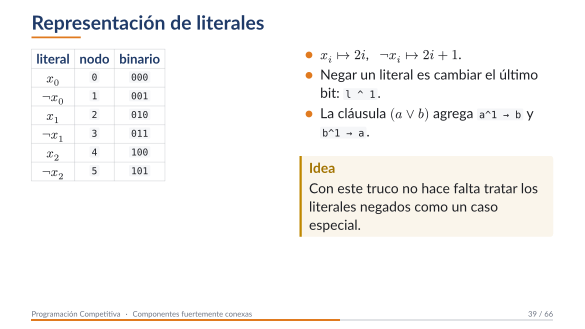 Representación de literales
literal nodo binario
x₀ 0 000
¬x₀ 1 001
x₁ 2 010
¬x₁ 3 011
x₂ 4 100
¬x₂ 5 101
xᵢ ↦ 2i, ¬xᵢ ↦ 2i + 1.
Negar un literal es cambiar el último
bit: l ^ 1.
La cláusula (a ∨ b) agrega a^1 → b y
b^1 → a.
Idea
Con este truco no hace falta tratar los
literales negados como un caso
especial.
Programación Competitiva · Componentes fuertemente conexas 39 / 66